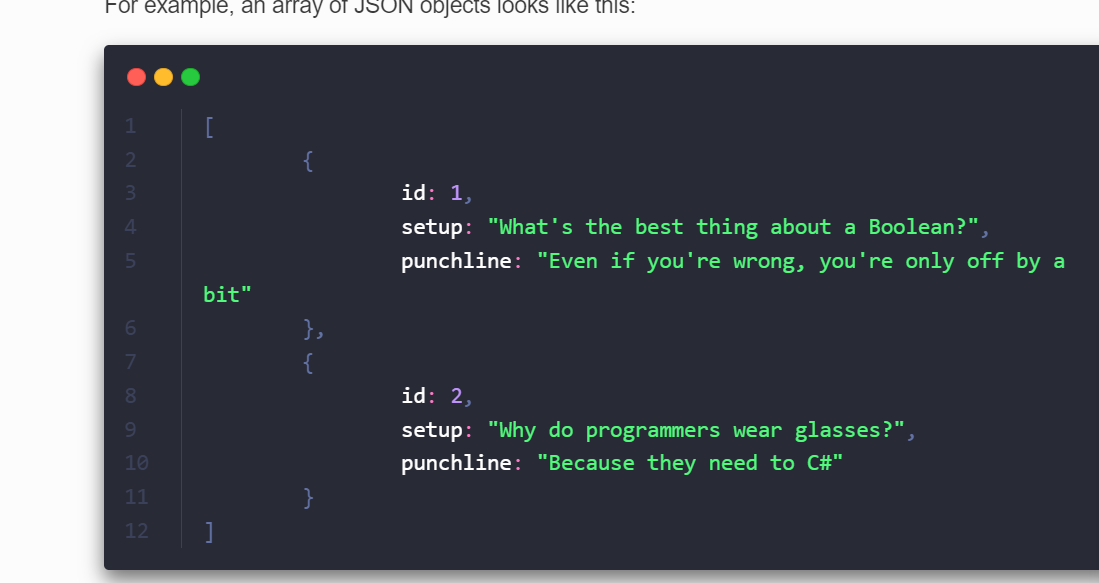 For example, an array of JSON objects looks like this:
1 [
2 {
3 id: 1,
4 setup: "What's the best thing about a Boolean?",
5 punchline: "Even if you're wrong, you're only off by a
bit"
6 },
7 {
8 id: 2,
9 setup: "Why do programmers wear glasses?",
10 punchline: "Because they need to C#"
11 }
12 ]